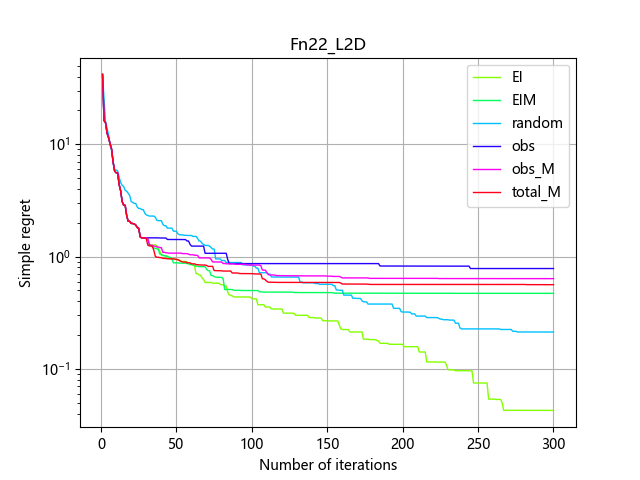 Fn22_L2D
Simple regret
10¹
10⁰
10⁻¹
EI
EIM
random
obs
obs_M
total_M
0 50 100 150 200 250 300
Number of iterations